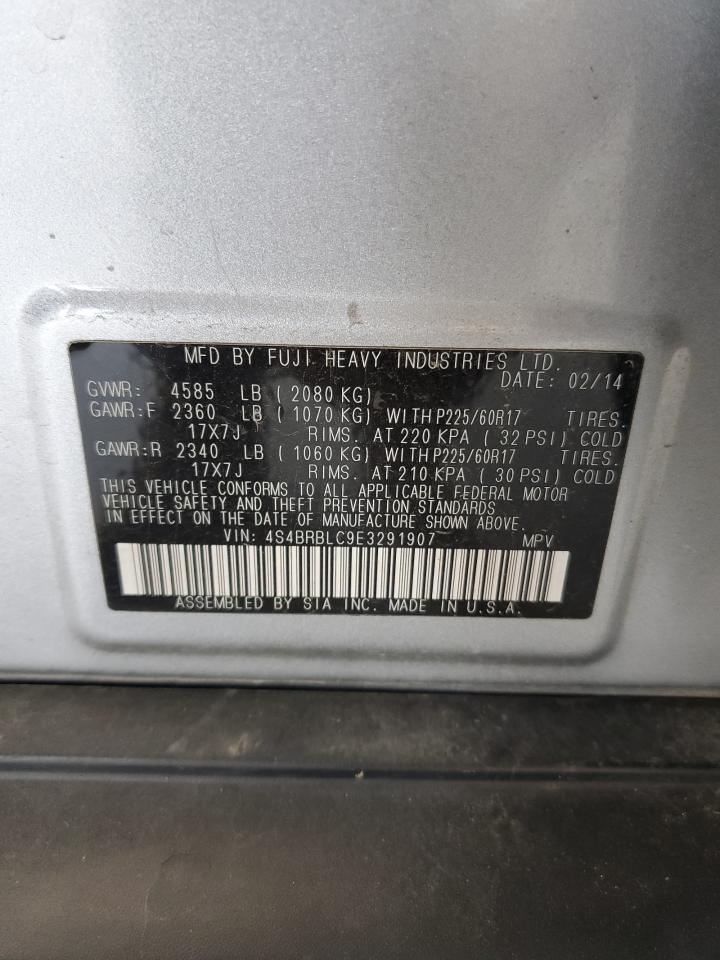 MFD BY FUJI HEAVY INDUSTRIES LTD.
DATE: 02/14
GVWR: 4585 LB ( 2080 KG)
GAWR:F 2360 LB ( 1070 KG) WITH P225/60R17 TIRES.
17X7J RIMS. AT 220 KPA ( 32 PSI) COLD
GAWR:R 2340 LB ( 1060 KG) WITH P225/60R17 TIRES.
17X7J RIMS. AT 210 KPA ( 30 PSI) COLD
THIS VEHICLE CONFORMS TO ALL APPLICABLE FEDERAL MOTOR
VEHICLE SAFETY AND THEFT PREVENTION STANDARDS
IN EFFECT ON THE DATE OF MANUFACTURE SHOWN ABOVE.
VIN: 4S4BRBLC9E3291907 MPV
ASSEMBLED BY SIA INC. MADE IN U.S.A.